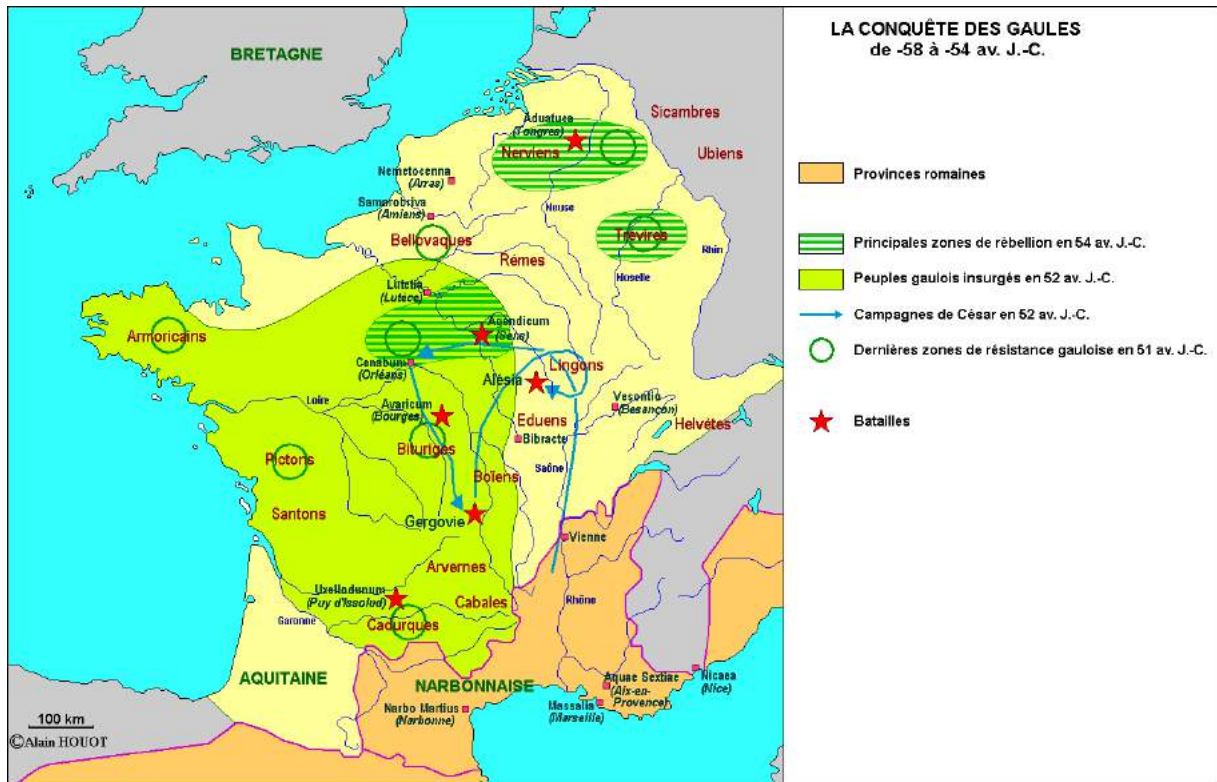 LA CONQUÊTE DES GAULES
de -58 à -54 av. J.-C.
Provinces romaines
Principales zones de rébellion en 54 av. J.-C.
Peuples gaulois insurgés en 52 av. J.-C.
Campagnes de César en 52 av. J.-C.
Dernières zones de résistance gauloise en 51 av. J.-C.
Batailles
BRETAGNE
Sicambres
Aduatuca
(Tongres)
Nerviens
Ubiens
Nemetocenna
(Arras)
Samarobriva
(Amiens)
Meuse
Bellovaques
Trévires
Rèmes
Rhin
Moselle
Lutetia
(Lutèce)
Armoricains
Agendicum
(Sens)
Cenabum
(Orléans)
Lingons
Alésia
Loire
Avaricum
(Bourges)
Vesontio
(Besançon)
Eduens
Helvètes
Bibracte
Bituriges
Pictons
Saône
Boïens
Santons
Gergovie
Vienne
Arvernes
Uxellodunum
(Puy d'Issolud)
Cabales
Rhône
Garonne
Cadurques
AQUITAINE
NARBONNAISE
Aquae Sextiae
(Aix-en-
Provence)
Nicaea
(Nice)
Narbo Martius
(Narbonne)
Massalia
(Marseille)
100 km
©Alain HOUOT